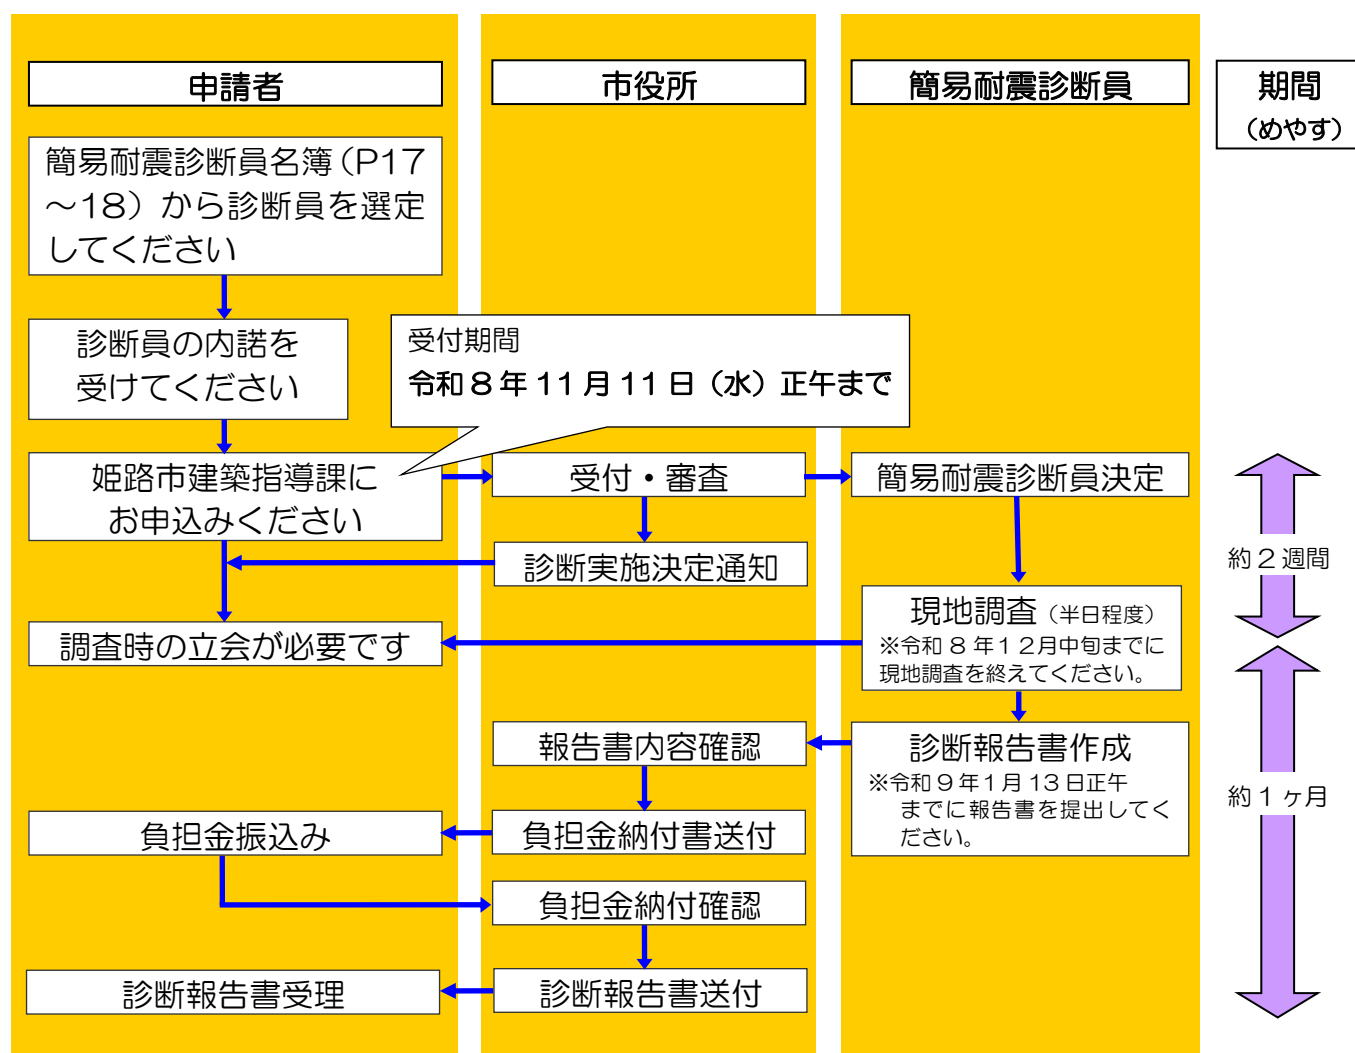 申請者
市役所
簡易耐震診断員
期間
（めやす）
簡易耐震診断員名簿（P17
～18）から診断員を選定
してください
診断員の内諾を
受けてください
受付期間
令和８年 11 月 11 日（水）正午まで
姫路市建築指導課に
お申込みください
受付・審査
簡易耐震診断員決定
診断実施決定通知
約２週間
現地調査（半日程度）
※令和 8 年1 2月中旬までに
現地調査を終えてください。
調査時の立会が必要です
報告書内容確認
診断報告書作成
※令和９年１月 13 日正午
までに報告書を提出してく
ださい。
約１ヶ月
負担金振込み
負担金納付書送付
負担金納付確認
診断報告書受理
診断報告書送付